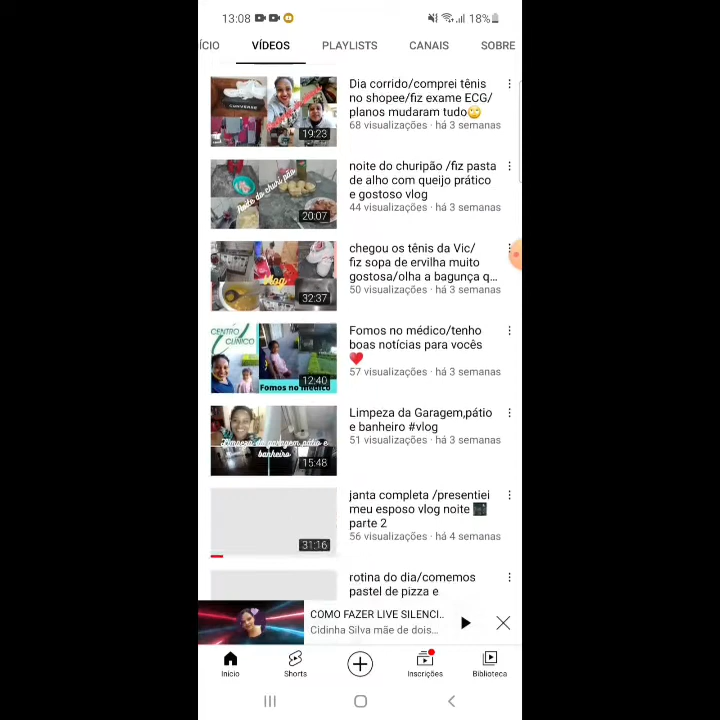 13:08 18%
ÍCIO VÍDEOS PLAYLISTS CANAIS SOBRE
Dia corrido/comprei tênis
no shopee/fiz exame ECG/
planos mudaram tudo🙄
68 visualizações · há 3 semanas
CONVERSE
19:23
noite do churipão /fiz pasta
de alho com queijo prático
e gostoso vlog
44 visualizações · há 3 semanas
Noite do churi pão
20:07
chegou os tênis da Vic/
fiz sopa de ervilha muito
gostosa/olha a bagunça q...
50 visualizações · há 3 semanas
vlog
32:37
Fomos no médico/tenho
boas notícias para vocês
❤️
57 visualizações · há 3 semanas
CENTRO
CLINICO
12:40
Fomos no médico
Limpeza da Garagem,pátio
e banheiro #vlog
51 visualizações · há 3 semanas
Limpeza da garagem,pátio e
banheiro
15:48
janta completa /presentiei
meu esposo vlog noite 🌃
parte 2
56 visualizações · há 4 semanas
31:16
rotina do dia/comemos
pastel de pizza e
COMO FAZER LIVE SILENCI..
Cidinha Silva mãe de dois...
Início Shorts Inscrições Biblioteca